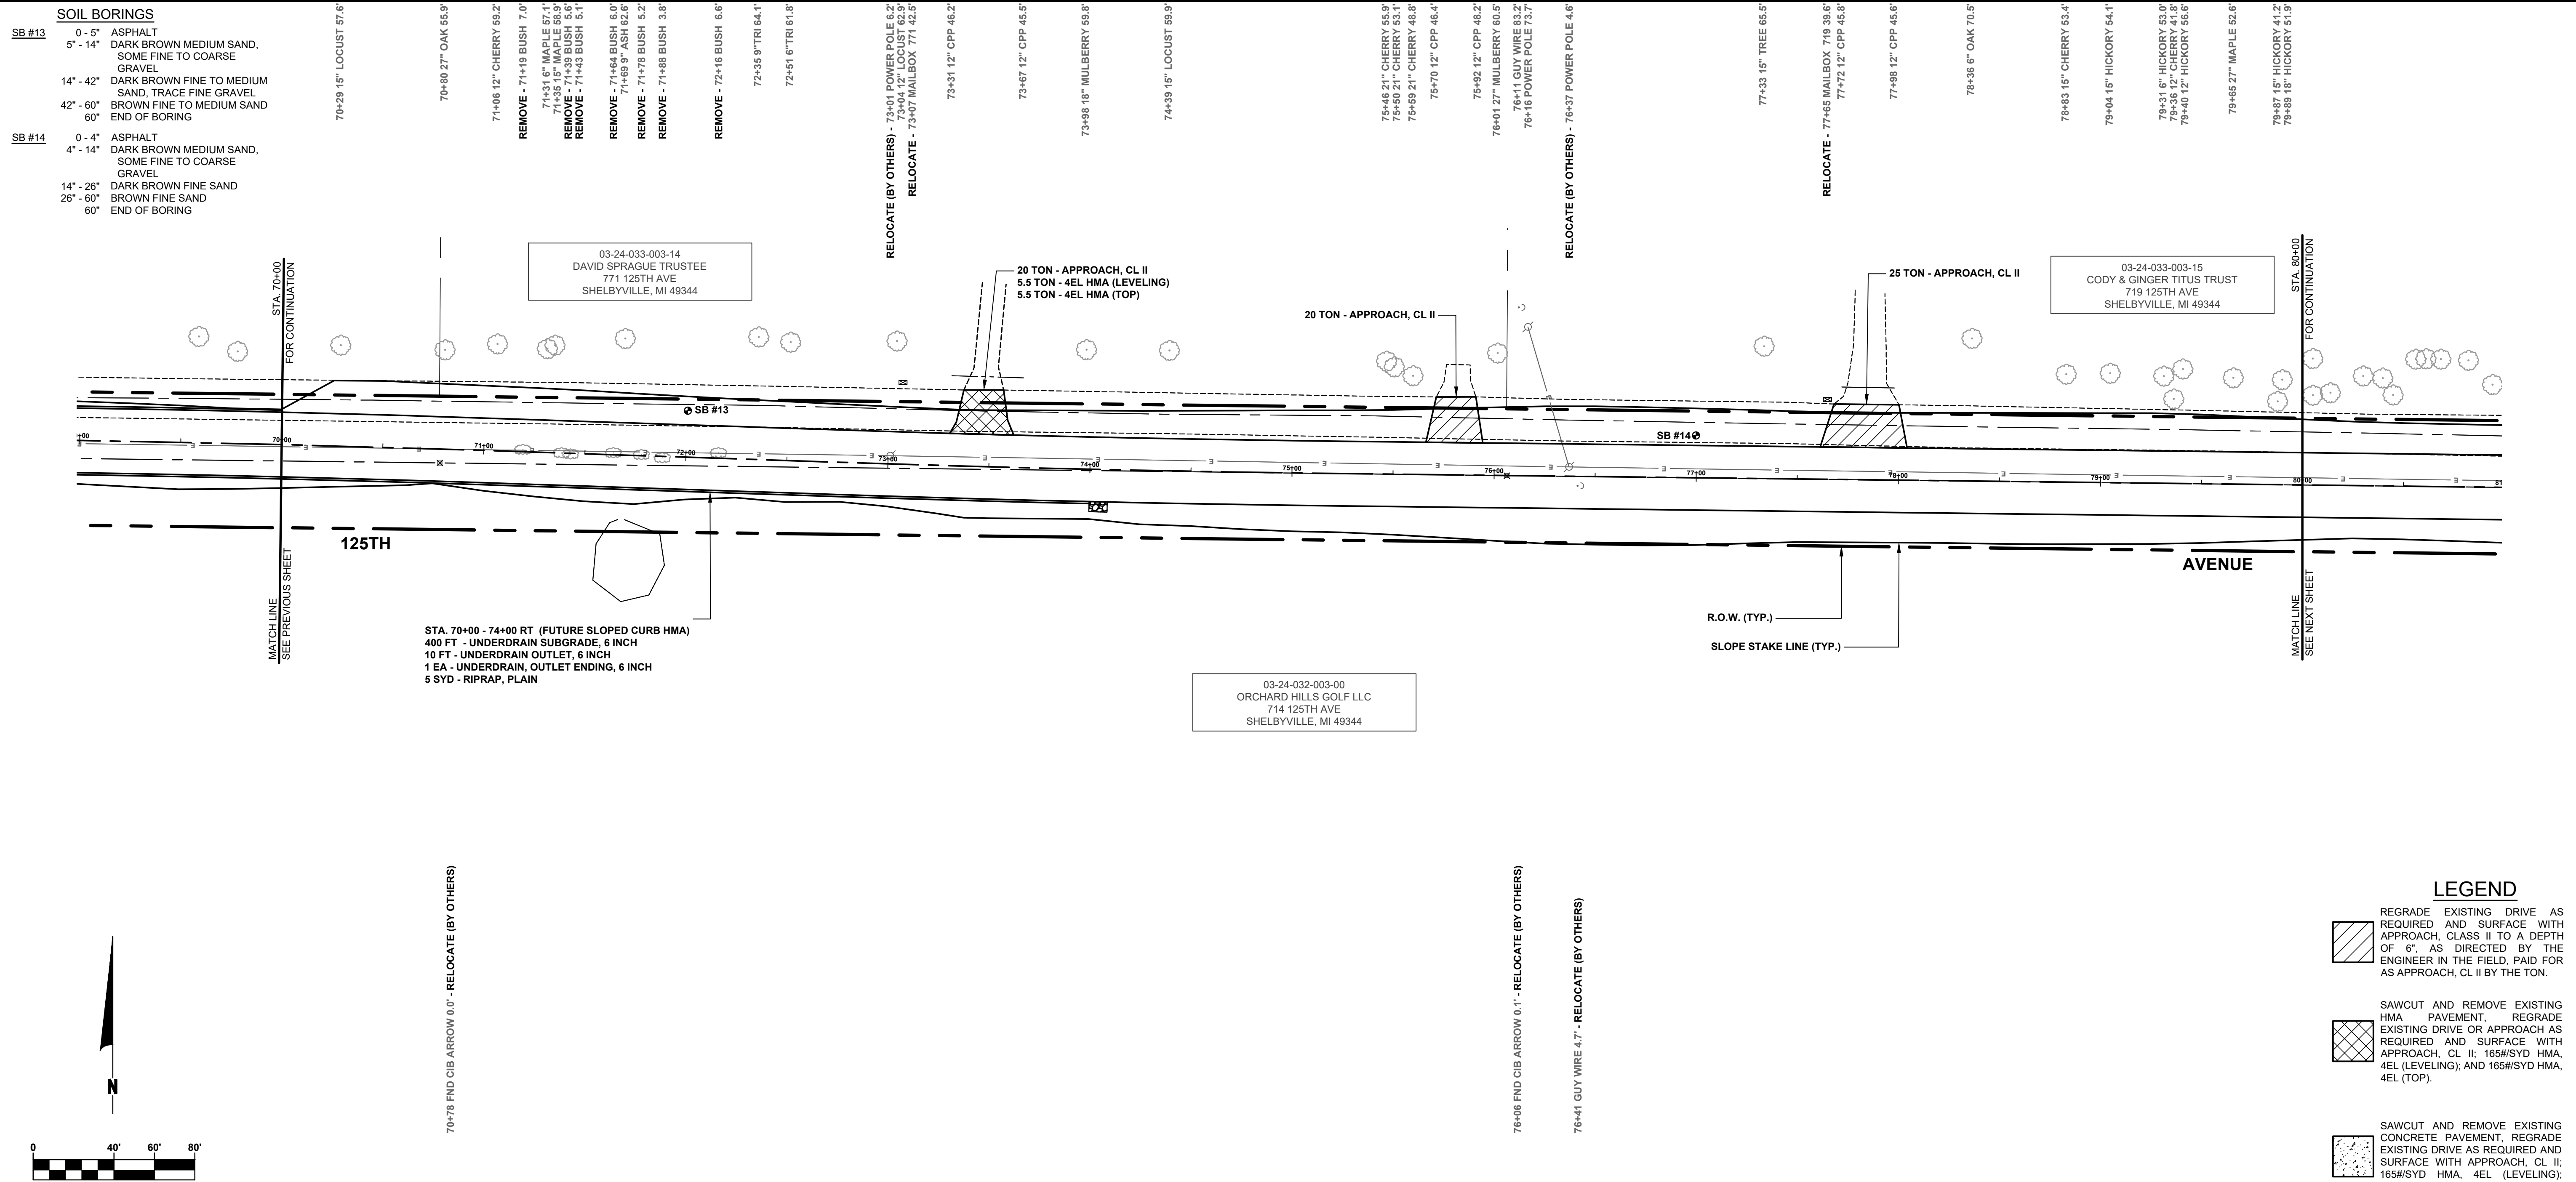 SOIL BORINGS
SB #13 0 - 5" ASPHALT
5" - 14" DARK BROWN MEDIUM SAND,
SOME FINE TO COARSE
GRAVEL
14" - 42" DARK BROWN FINE TO MEDIUM
SAND, TRACE FINE GRAVEL
42" - 60" BROWN FINE TO MEDIUM SAND
60" END OF BORING
SB #14 0 - 4" ASPHALT
4" - 14" DARK BROWN MEDIUM SAND,
SOME FINE TO COARSE
GRAVEL
14" - 26" DARK BROWN FINE SAND
26" - 60" BROWN FINE SAND
60" END OF BORING
70+29 15" LOCUST 57.6'
70+80 27" OAK 55.9'
71+06 12" CHERRY 59.2'
REMOVE - 71+19 BUSH 7.0'
71+31 6" MAPLE 57.1'
71+35 15" MAPLE 58.9'
REMOVE - 71+39 BUSH 5.6'
REMOVE - 71+43 BUSH 5.1'
REMOVE - 71+64 BUSH 6.0'
71+69 9" ASH 62.6'
REMOVE - 71+78 BUSH 5.2'
REMOVE - 71+88 BUSH 3.8'
REMOVE - 72+16 BUSH 6.6'
72+35 9"TRI 64.1'
72+51 6"TRI 61.8'
RELOCATE (BY OTHERS) - 73+01 POWER POLE 6.2'
73+04 12" LOCUST 62.9'
RELOCATE - 73+07 MAILBOX 771 42.5'
73+31 12" CPP 46.2'
73+67 12" CPP 45.5'
73+98 18" MULBERRY 59.8'
74+39 15" LOCUST 59.9'
75+46 21" CHERRY 55.9'
75+50 21" CHERRY 53.1'
75+59 21" CHERRY 48.8'
75+70 12" CPP 46.4'
75+92 12" CPP 48.2'
76+01 27" MULBERRY 60.5'
76+11 GUY WIRE 83.2'
76+16 POWER POLE 73.7'
RELOCATE (BY OTHERS) - 76+37 POWER POLE 4.6'
77+33 15" TREE 65.5'
RELOCATE - 77+65 MAILBOX 719 39.6'
77+72 12" CPP 45.8'
77+98 12" CPP 45.6'
78+36 6" OAK 70.5'
78+83 15" CHERRY 53.4'
79+04 15" HICKORY 54.1'
79+31 6" HICKORY 53.0'
79+36 12" CHERRY 41.8'
79+40 12" HICKORY 56.6'
79+65 27" MAPLE 52.6'
79+87 15" HICKORY 41.2'
79+89 18" HICKORY 51.9'
STA. 70+00
FOR CONTINUATION
03-24-033-003-14
DAVID SPRAGUE TRUSTEE
771 125TH AVE
SHELBYVILLE, MI 49344
20 TON - APPROACH, CL II
5.5 TON - 4EL HMA (LEVELING)
5.5 TON - 4EL HMA (TOP)
20 TON - APPROACH, CL II
25 TON - APPROACH, CL II
03-24-033-003-15
CODY & GINGER TITUS TRUST
719 125TH AVE
SHELBYVILLE, MI 49344
STA. 80+00
FOR CONTINUATION
SB #13
SB #14
+00
70+00
71+00
72+00
73+00
74+00
75+00
76+00
77+00
78+00
79+00
80+00
81
125TH
AVENUE
MATCH LINE
SEE PREVIOUS SHEET
MATCH LINE
SEE NEXT SHEET
STA. 70+00 - 74+00 RT (FUTURE SLOPED CURB HMA)
400 FT - UNDERDRAIN SUBGRADE, 6 INCH
10 FT - UNDERDRAIN OUTLET, 6 INCH
1 EA - UNDERDRAIN, OUTLET ENDING, 6 INCH
5 SYD - RIPRAP, PLAIN
R.O.W. (TYP.)
SLOPE STAKE LINE (TYP.)
03-24-032-003-00
ORCHARD HILLS GOLF LLC
714 125TH AVE
SHELBYVILLE, MI 49344
70+78 FND CIB ARROW 0.0' - RELOCATE (BY OTHERS)
76+06 FND CIB ARROW 0.1' - RELOCATE (BY OTHERS)
76+41 GUY WIRE 4.7' - RELOCATE (BY OTHERS)
N
0 40' 60' 80'
LEGEND
REGRADE EXISTING DRIVE AS
REQUIRED AND SURFACE WITH
APPROACH, CLASS II TO A DEPTH
OF 6", AS DIRECTED BY THE
ENGINEER IN THE FIELD, PAID FOR
AS APPROACH, CL II BY THE TON.
SAWCUT AND REMOVE EXISTING
HMA PAVEMENT, REGRADE
EXISTING DRIVE OR APPROACH AS
REQUIRED AND SURFACE WITH
APPROACH, CL II; 165#/SYD HMA,
4EL (LEVELING); AND 165#/SYD HMA,
4EL (TOP).
SAWCUT AND REMOVE EXISTING
CONCRETE PAVEMENT, REGRADE
EXISTING DRIVE AS REQUIRED AND
SURFACE WITH APPROACH, CL II;
165#/SYD HMA, 4EL (LEVELING);